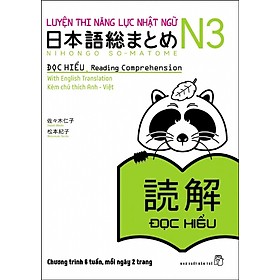 LUYỆN THI NĂNG LỰC NHẬT NGỮ
日本語総まとめ N3
NIHONGO SO-MATOME
ĐỌC HIỂU Reading Comprehension
With English Translation
Kèm chú thích Anh - Việt
佐々木仁子
松本紀子
読解
ĐỌC HIỂU
Chương trình 6 tuần, mỗi ngày 2 trang